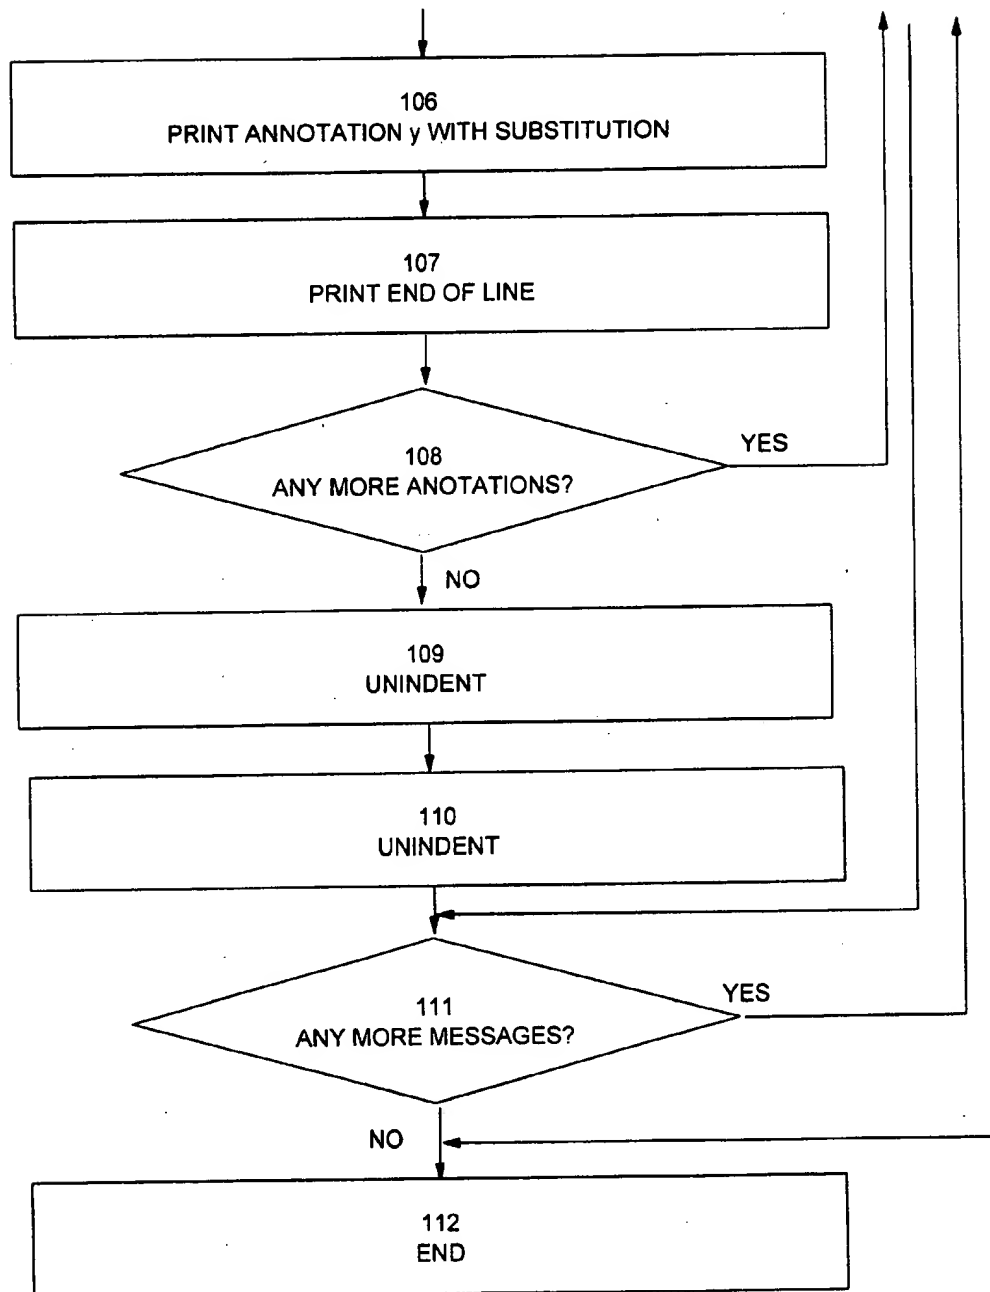 106
PRINT ANNOTATION y WITH SUBSTITUTION
107
PRINT END OF LINE
108
ANY MORE ANOTATIONS?
YES
NO
109
UNINDENT
110
UNINDENT
111
ANY MORE MESSAGES?
YES
NO
112
END